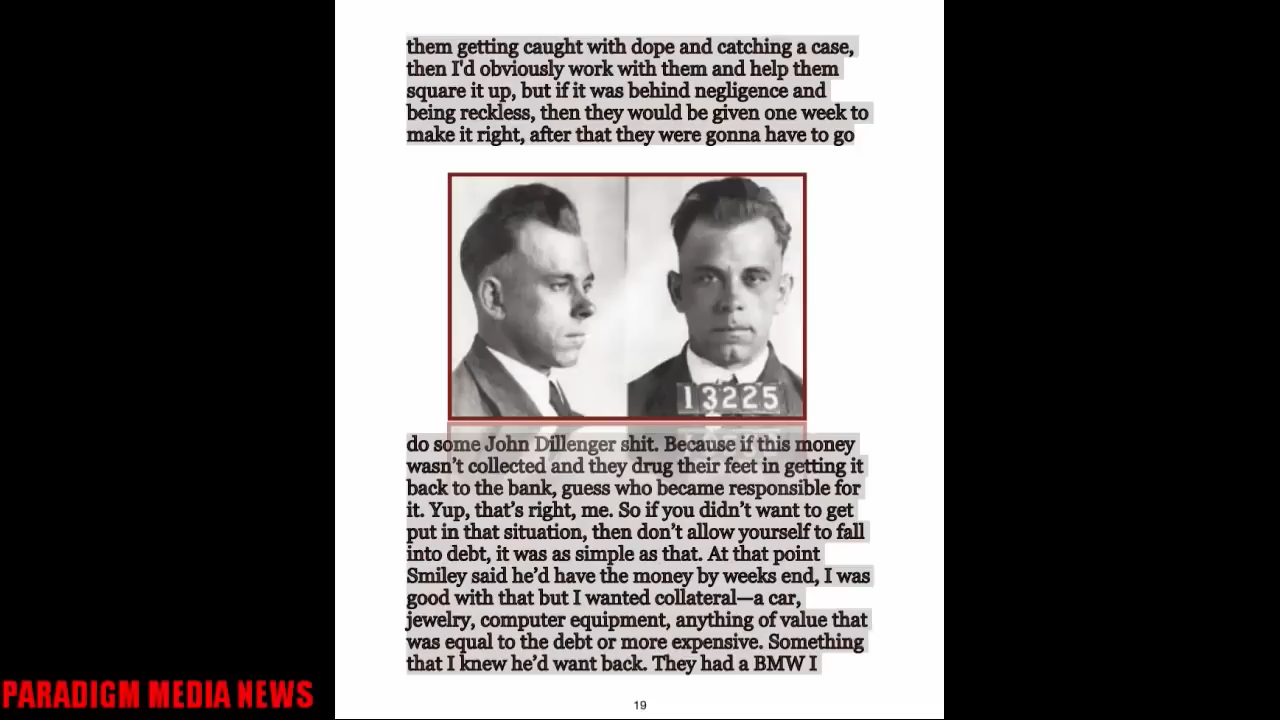 them getting caught with dope and catching a case,
then I'd obviously work with them and help them
square it up, but if it was behind negligence and
being reckless, then they would be given one week to
make it right, after that they were gonna have to go
13225
do some John Dillenger shit. Because if this money
wasn't collected and they drug their feet in getting it
back to the bank, guess who became responsible for
it. Yup, that's right, me. So if you didn't want to get
put in that situation, then don't allow yourself to fall
into debt, it was as simple as that. At that point
Smiley said he'd have the money by weeks end, I was
good with that but I wanted collateral—a car,
jewelry, computer equipment, anything of value that
was equal to the debt or more expensive. Something
that I knew he'd want back. They had a BMW I
19
PARADIGM MEDIA NEWS